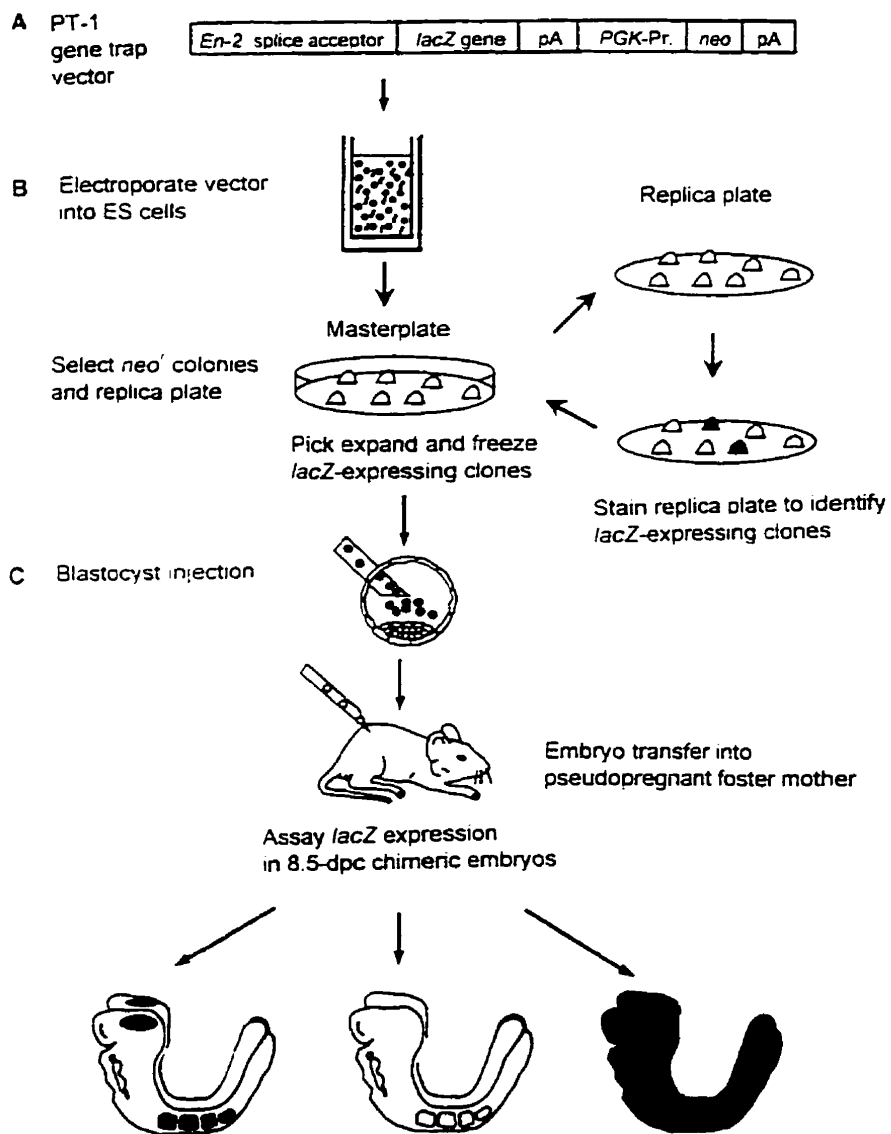 A PT-1
gene trap
vector
En-2 splice acceptor lacZ gene pA PGK-Pr. neo pA
B Electroporate vector
into ES cells
Replica plate
Masterplate
Select neo' colonies
and replica plate
Pick expand and freeze
lacZ-expressing clones
Stain replica plate to identify
lacZ-expressing clones
C Blastocyst injection
Embryo transfer into
pseudopregnant foster mother
Assay lacZ expression
in 8.5-dpc chimeric embryos